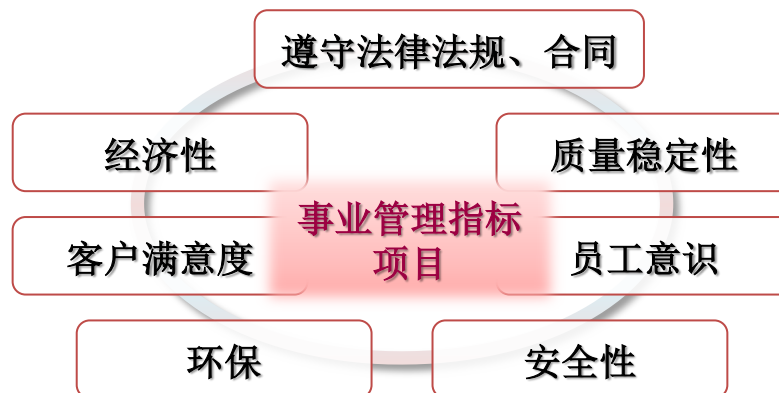 遵守法律法规、合同
经济性
质量稳定性
事业管理指标
项目
客户满意度
员工意识
环保
安全性